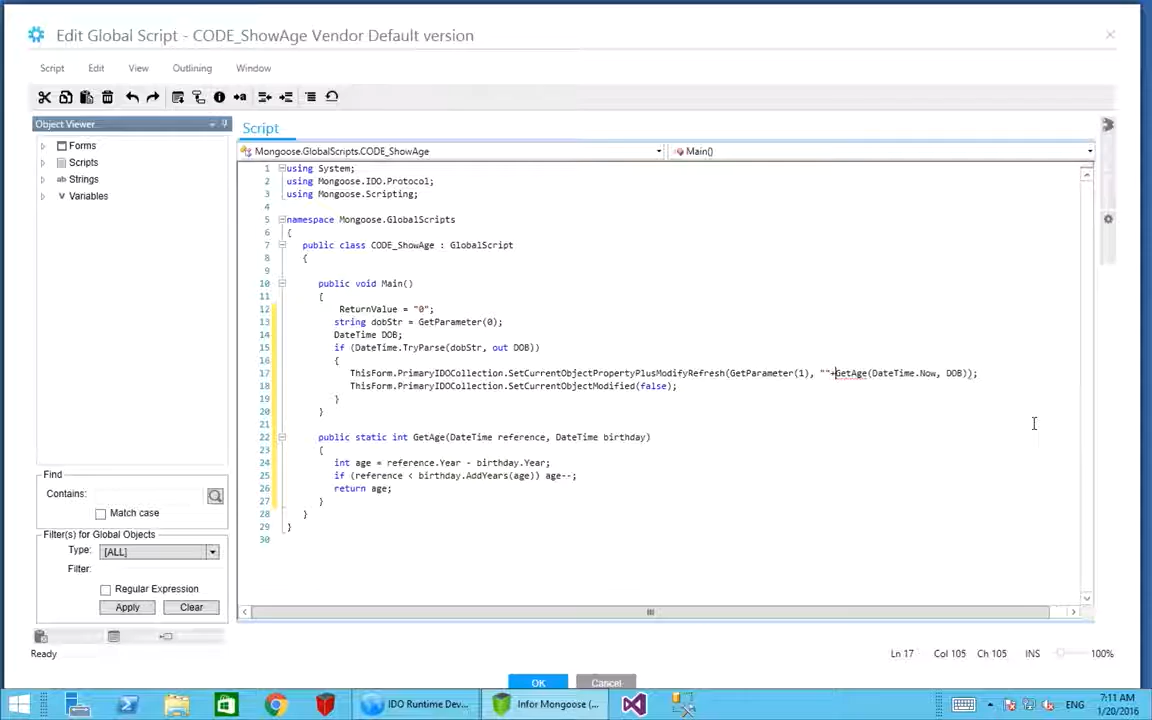 Edit Global Script - CODE_ShowAge Vendor Default version
Script Edit View Outlining Window
Object Viewer
Forms
Scripts
Strings
Variables
Find
Contains:
Match case
Filter(s) for Global Objects
Type: [ALL]
Filter:
Regular Expression
Apply Clear
Script
Mongoose.GlobalScripts.CODE_ShowAge Main()
1 using System;
2 using Mongoose.IDO.Protocol;
3 using Mongoose.Scripting;
4
5 namespace Mongoose.GlobalScripts
6 {
7 public class CODE_ShowAge : GlobalScript
8 {
9
10 public void Main()
11 {
12 ReturnValue = "0";
13 string dobStr = GetParameter(0);
14 DateTime DOB;
15 if (DateTime.TryParse(dobStr, out DOB))
16 {
17 ThisForm.PrimaryIDOCollection.SetCurrentObjectPropertyPlusModifyRefresh(GetParameter(1), ""+GetAge(DateTime.Now, DOB));
18 ThisForm.PrimaryIDOCollection.SetCurrentObjectModified(false);
19 }
20 }
21
22 public static int GetAge(DateTime reference, DateTime birthday)
23 {
24 int age = reference.Year - birthday.Year;
25 if (reference < birthday.AddYears(age)) age--;
26 return age;
27 }
28 }
29 }
30
Ready Ln 17 Col 105 Ch 105 INS 100%
OK Cancel
IDO Runtime Dev... Infor Mongoose (... ENG 7:11 AM
1/20/2016